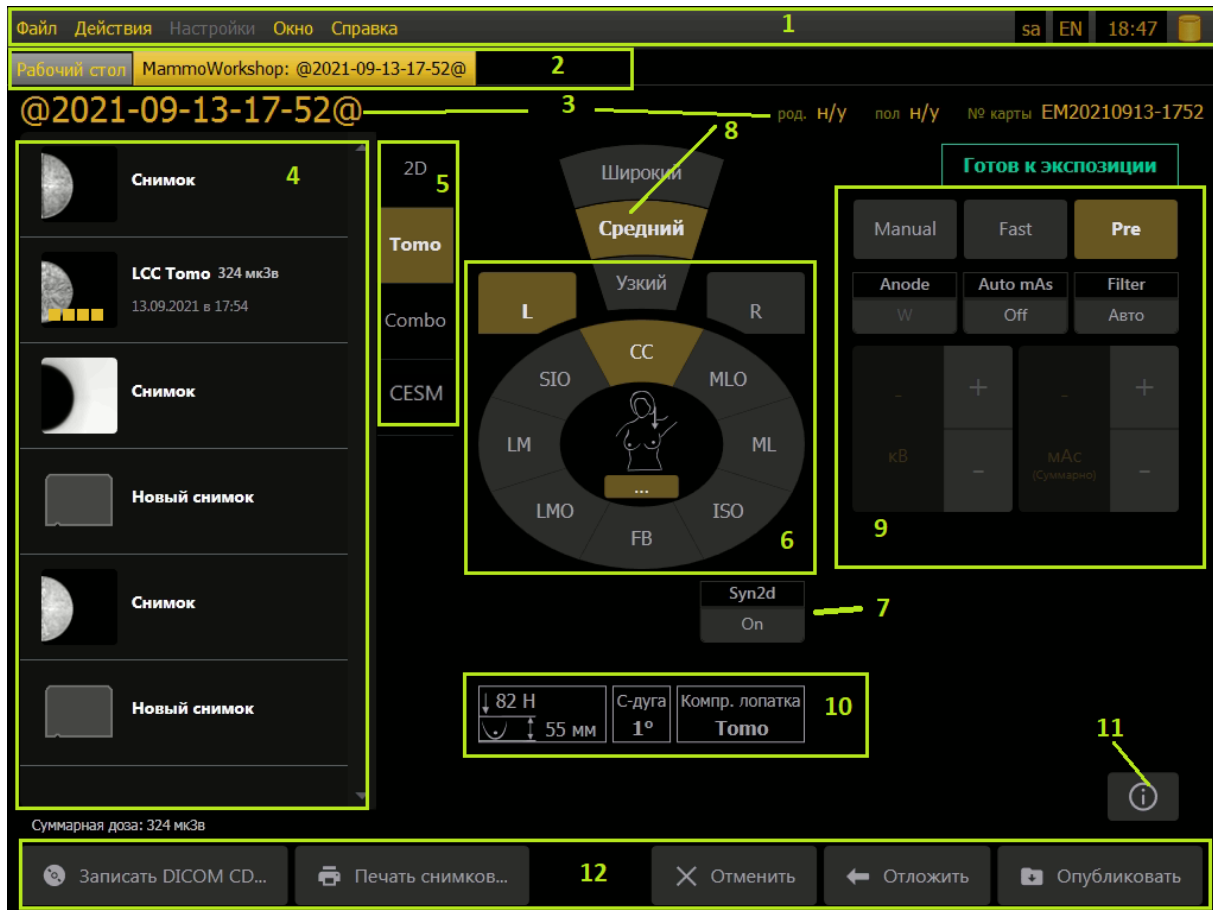 Файл Действия Настройки Окно Справка 1 sa EN 18:47
Рабочий стол MammoWorkshop: @2021-09-13-17-52@ 2
@2021-09-13-17-52@ 3 род. н/у пол н/у № карты EM20210913-1752
8
4
Снимок
LCC Tomo 324 мкЗв
13.09.2021 в 17:54
Снимок
Новый снимок
Снимок
Новый снимок
Суммарная доза: 324 мкЗв
5
2D
Tomo
Combo
CESM
Широкий
Средний
Узкий
L
R
CC
SIO
MLO
LM
ML
...
LMO
ISO
FB
6
Syn2d
On
7
82 Н
55 мм
С-дуга
1°
Компр. лопатка
Tomo
10
Готов к экспозиции
Manual Fast Pre
Anode Auto mAs Filter
W Off Авто
- + - +
кВ - мАс -
(Суммарно)
9
11
12
Записать DICOM CD... Печать снимков... Отменить Отложить Опубликовать